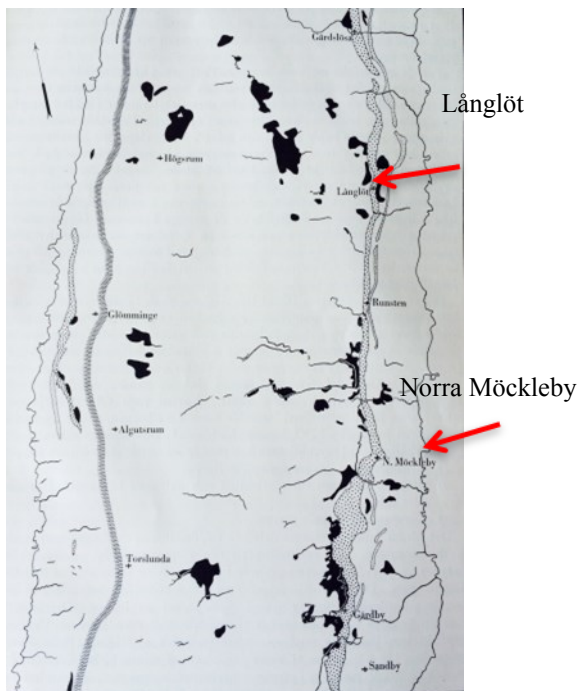 Gärdslösa
Långlöt
Högsrum
Långlöt
Runsten
Glömminge
Norra Möckleby
Algutsrum
N. Möckleby
Torslunda
Gårdby
Sandby